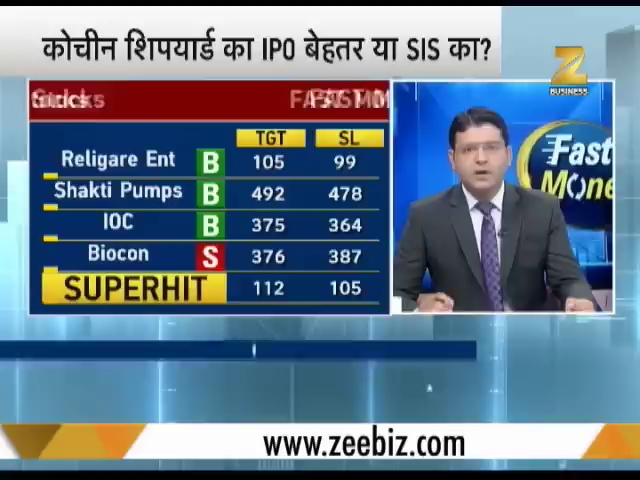 कोचीन शिपयार्ड का IPO बेहतर या SIS का?
Z
BUSINESS
TGT SL
Religare Ent B 105 99
Shakti Pumps B 492 478
IOC B 375 364
Biocon S 376 387
SUPERHIT 112 105
Fast
Money
www.zeebiz.com